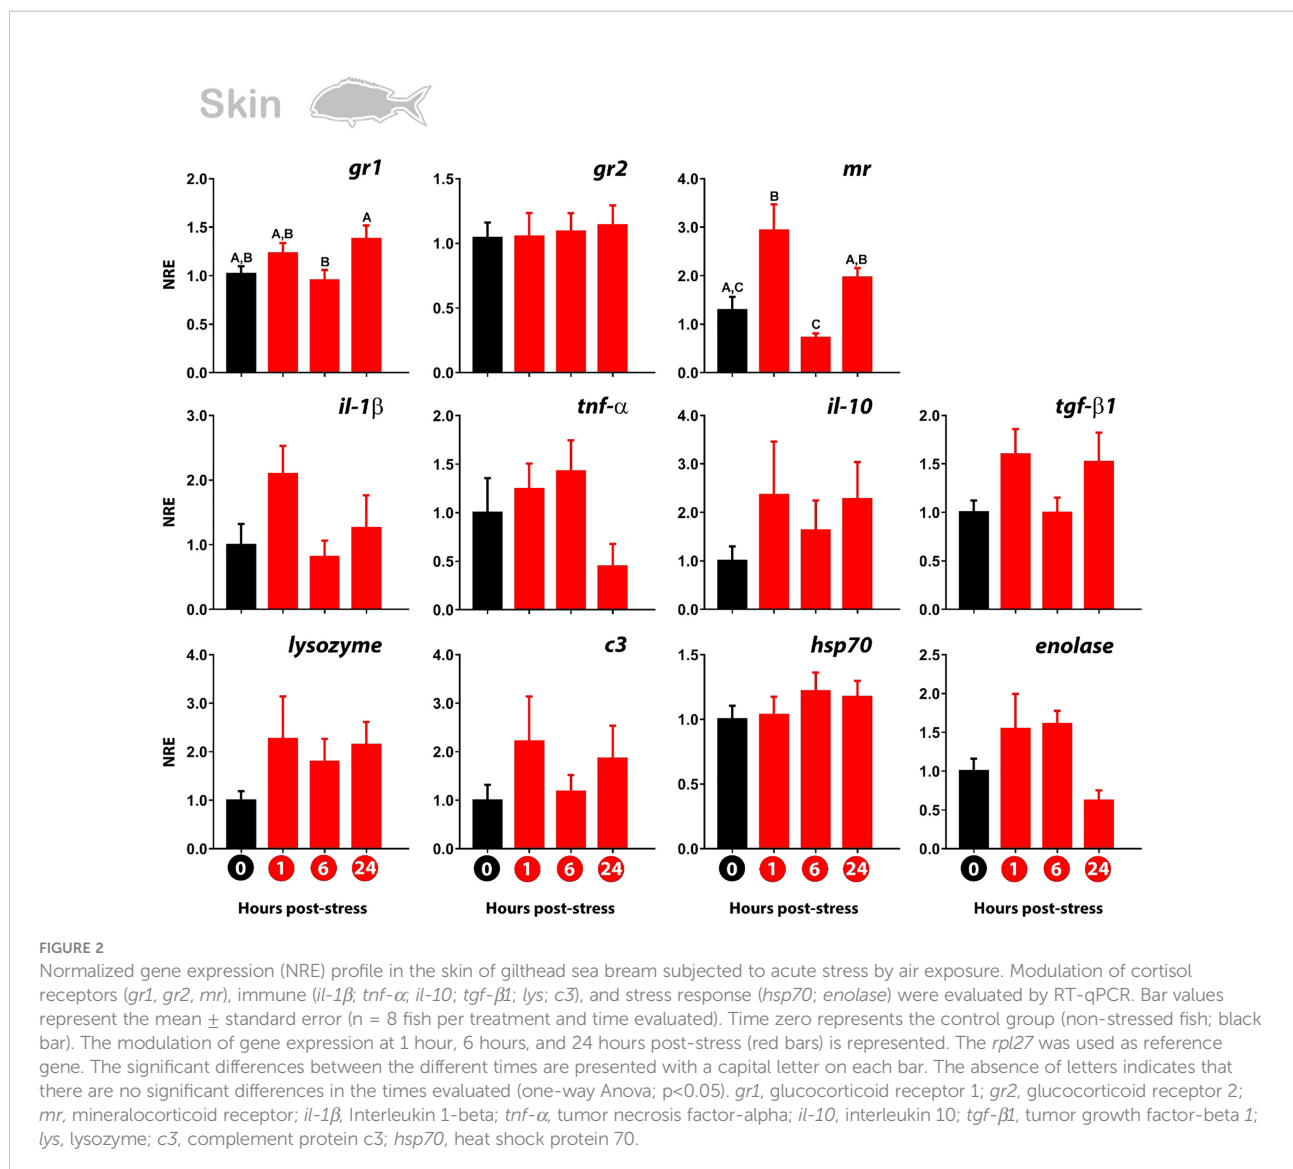 Skin
gr1
gr2
mr
2.0
1.5
1.0
0.5
0.0
NRE
A,B
A,B
B
A
1.5
1.0
0.5
0.0
4.0
3.0
2.0
1.0
0.0
A,C
B
C
A,B
il-1β
tnf-α
il-10
tgf-β1
3.0
2.0
1.0
0.0
NRE
2.0
1.5
1.0
0.5
0.0
4.0
3.0
2.0
1.0
0.0
2.0
1.5
1.0
0.5
0.0
lysozyme
c3
hsp70
enolase
4.0
3.0
2.0
1.0
0.0
NRE
4.0
3.0
2.0
1.0
0.0
1.5
1.0
0.5
0.0
2.5
2.0
1.5
1.0
0.5
0.0
0 1 6 24
0 1 6 24
0 1 6 24
0 1 6 24
Hours post-stress
Hours post-stress
Hours post-stress
Hours post-stress
FIGURE 2
Normalized gene expression (NRE) profile in the skin of gilthead sea bream subjected to acute stress by air exposure. Modulation of cortisol
receptors (gr1, gr2, mr), immune (il-1β; tnf-α; il-10; tgf-β1; lys; c3), and stress response (hsp70; enolase) were evaluated by RT-qPCR. Bar values
represent the mean ± standard error (n = 8 fish per treatment and time evaluated). Time zero represents the control group (non-stressed fish; black
bar). The modulation of gene expression at 1 hour, 6 hours, and 24 hours post-stress (red bars) is represented. The rpl27 was used as reference
gene. The significant differences between the different times are presented with a capital letter on each bar. The absence of letters indicates that
there are no significant differences in the times evaluated (one-way Anova; p<0.05). gr1, glucocorticoid receptor 1; gr2, glucocorticoid receptor 2;
mr, mineralocorticoid receptor; il-1β, Interleukin 1-beta; tnf-α, tumor necrosis factor-alpha; il-10, interleukin 10; tgf-β1, tumor growth factor-beta 1;
lys, lysozyme; c3, complement protein c3; hsp70, heat shock protein 70.